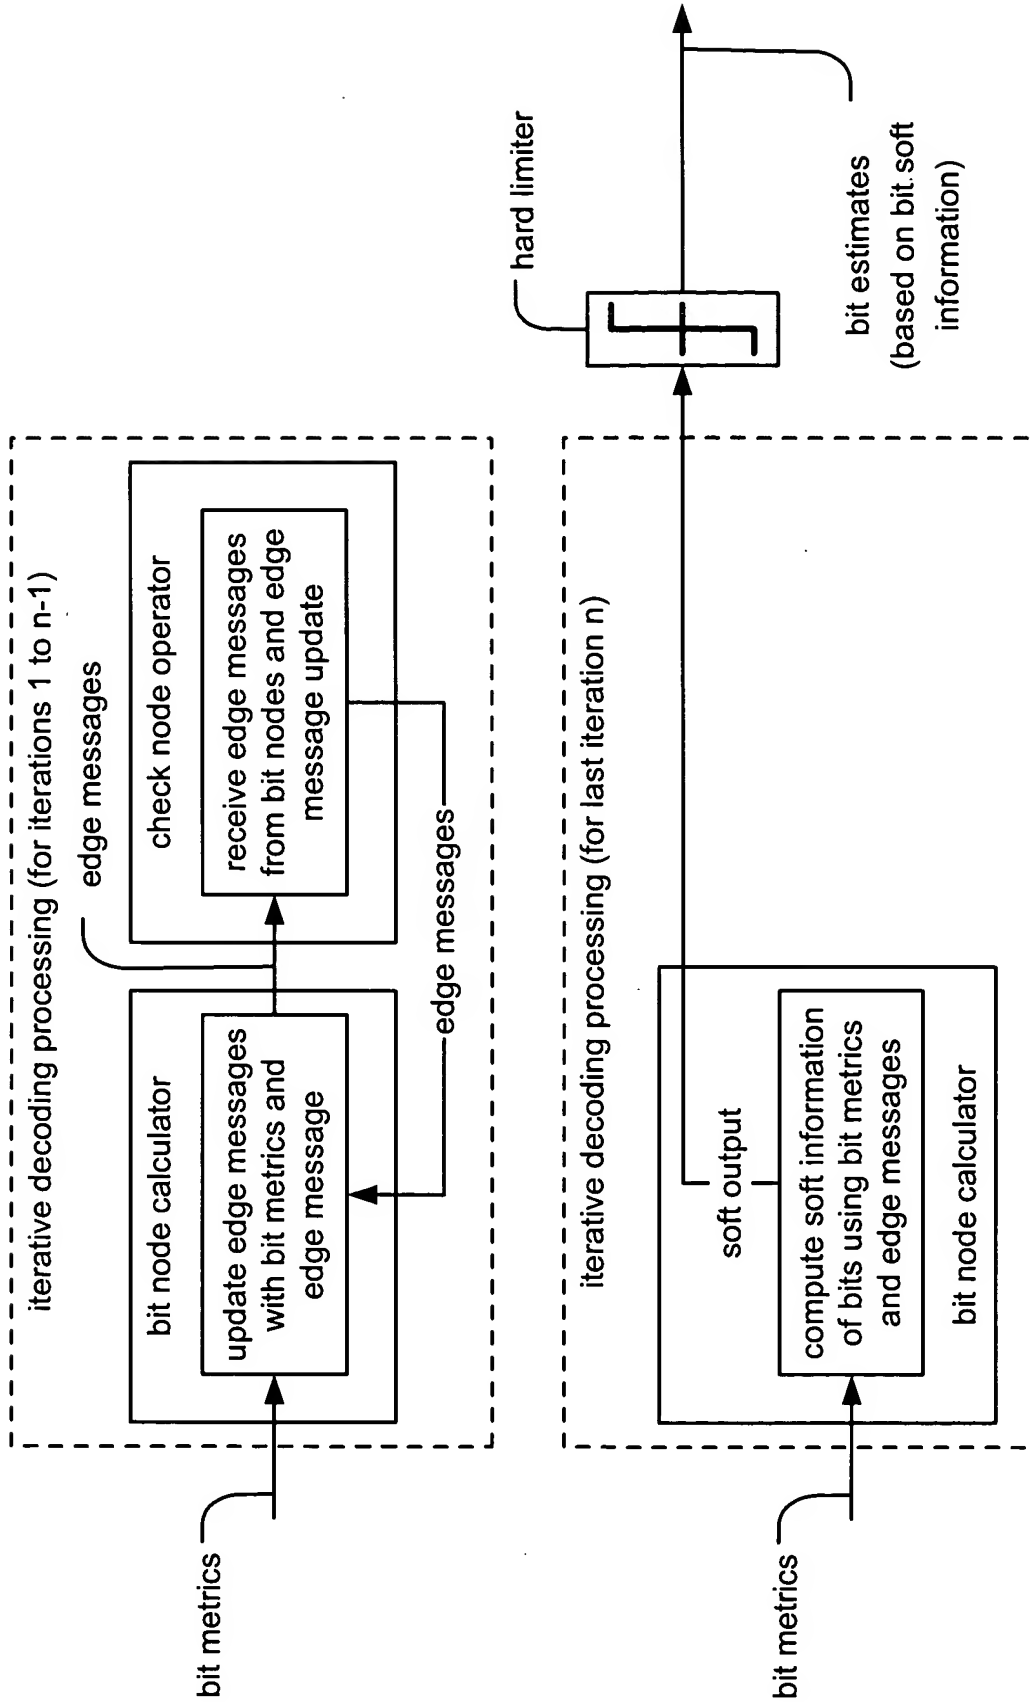 iterative decoding processing (for iterations 1 to n-1)
edge messages
bit metrics
bit node calculator
update edge messages
with bit metrics and
edge message
check node operator
receive edge messages
from bit nodes and edge
message update
edge messages
iterative decoding processing (for last iteration n)
bit metrics
soft output
compute soft information
of bits using bit metrics
and edge messages
bit node calculator
hard limiter
bit estimates
(based on bit soft
information)